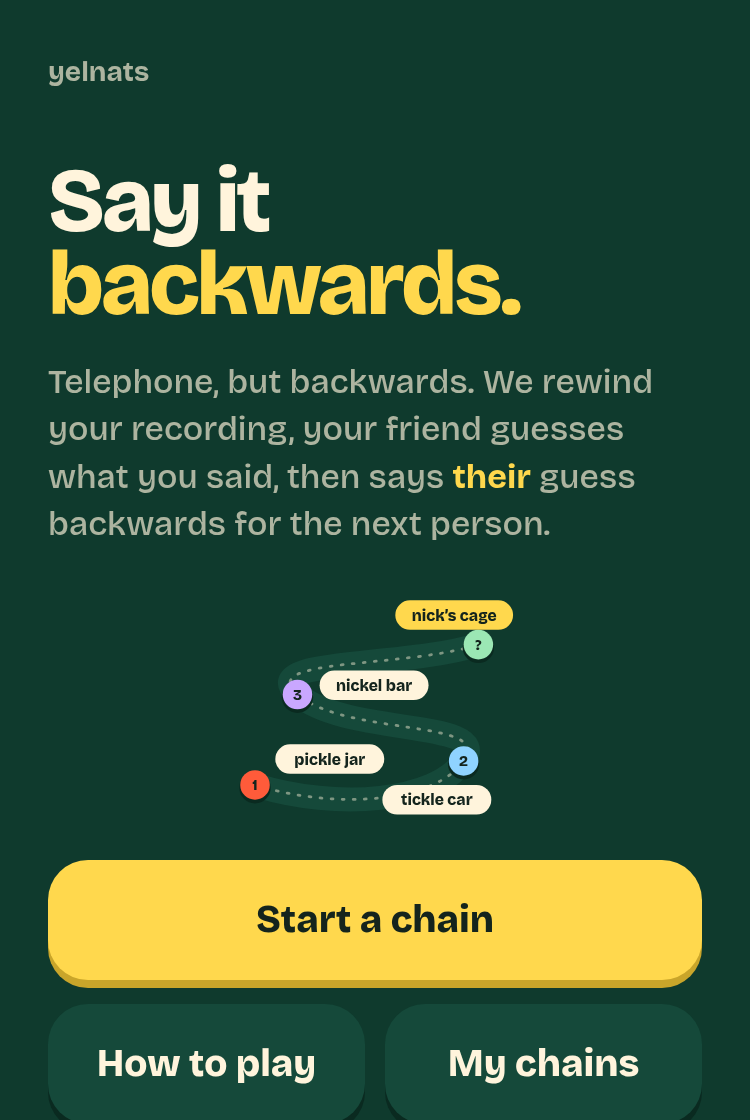 yelnats
Say it
backwards.
Telephone, but backwards. We rewind
your recording, your friend guesses
what you said, then says their guess
backwards for the next person.
nick's cage
?
3
nickel bar
pickle jar
2
1
tickle car
Start a chain
How to play
My chains